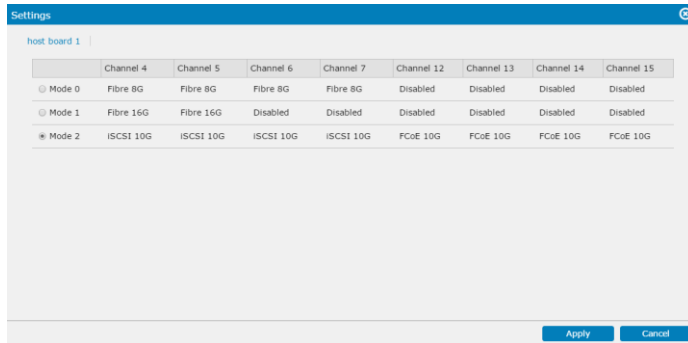 Settings
host board 1
Channel 4 Channel 5 Channel 6 Channel 7 Channel 12 Channel 13 Channel 14 Channel 15
Mode 0 Fibre 8G Fibre 8G Fibre 8G Fibre 8G Disabled Disabled Disabled Disabled
Mode 1 Fibre 16G Fibre 16G Disabled Disabled Disabled Disabled Disabled Disabled
Mode 2 iSCSI 10G iSCSI 10G iSCSI 10G iSCSI 10G FCoE 10G FCoE 10G FCoE 10G FCoE 10G
Apply Cancel